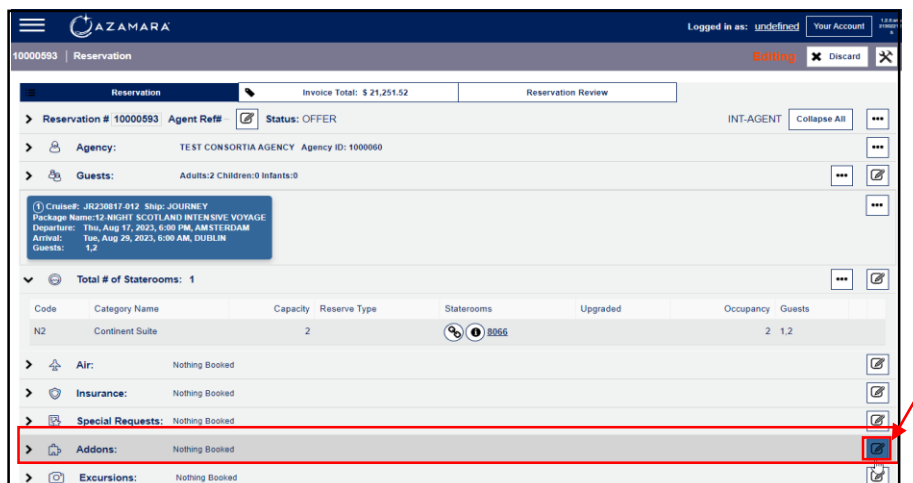 AZAMARA
Logged in as: undefined Your Account
10000593 | Reservation Editing Discard
Reservation Invoice Total: $ 21,251.52 Reservation Review
Reservation # 10000593 Agent Ref# - Status: OFFER INT-AGENT Collapse All
Agency: TEST CONSORTIA AGENCY Agency ID: 1000060
Guests: Adults:2 Children:0 Infants:0
1 Cruise#: JR230817-012 Ship: JOURNEY
Package Name:12-NIGHT SCOTLAND INTENSIVE VOYAGE
Departure: Thu, Aug 17, 2023, 6:00 PM, AMSTERDAM
Arrival: Tue, Aug 29, 2023, 6:00 AM, DUBLIN
Guests: 1,2
Total # of Staterooms: 1
Code Category Name Capacity Reserve Type Staterooms Upgraded Occupancy Guests
N2 Continent Suite 2 8066 2 1,2
Air: Nothing Booked
Insurance: Nothing Booked
Special Requests: Nothing Booked
Addons: Nothing Booked
Excursions: Nothing Booked